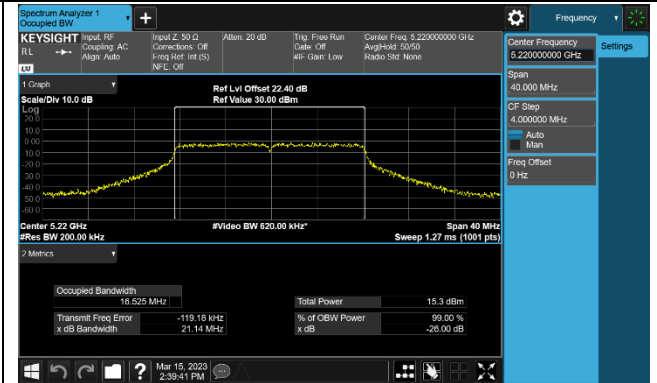 Spectrum Analyzer 1
Occupied BW
Frequency
KEYSIGHT
RL
LXI
Input: RF
Coupling: AC
Align: Auto
Input Z: 50 Ω
Corrections: Off
Freq Ref: Int (S)
NFE: Off
Atten: 20 dB
Trig: Free Run
Gate: Off
#IF Gain: Low
Center Freq: 5.220000000 GHz
Avg|Hold: 50/50
Radio Std: None
Center Frequency
5.220000000 GHz
Settings
Span
40.000 MHz
CF Step
4.000000 MHz
Auto
Man
Freq Offset
0 Hz
1 Graph
Scale/Div 10.0 dB
Ref Lvl Offset 22.40 dB
Ref Value 30.00 dBm
Log
20.0
10.0
0.00
-10.0
-20.0
-30.0
-40.0
-50.0
-60.0
Center 5.22 GHz
#Video BW 620.00 kHz*
Span 40 MHz
#Res BW 200.00 kHz
Sweep 1.27 ms (1001 pts)
2 Metrics
Occupied Bandwidth
16.525 MHz
Total Power 15.3 dBm
Transmit Freq Error -119.18 kHz
% of OBW Power 99.00 %
x dB Bandwidth 21.14 MHz
x dB -26.00 dB
Mar 15, 2023
2:39:41 PM